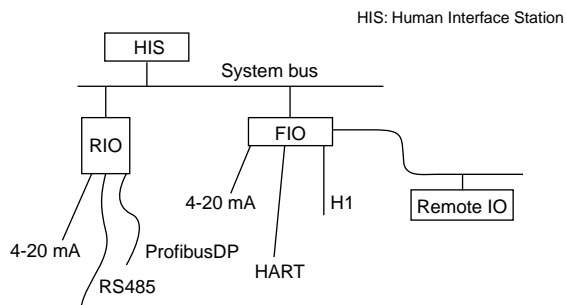 HIS: Human Interface Station
HIS
System bus
RIO
FIO
4-20 mA
H1
Remote IO
4-20 mA
ProfibusDP
HART
RS485